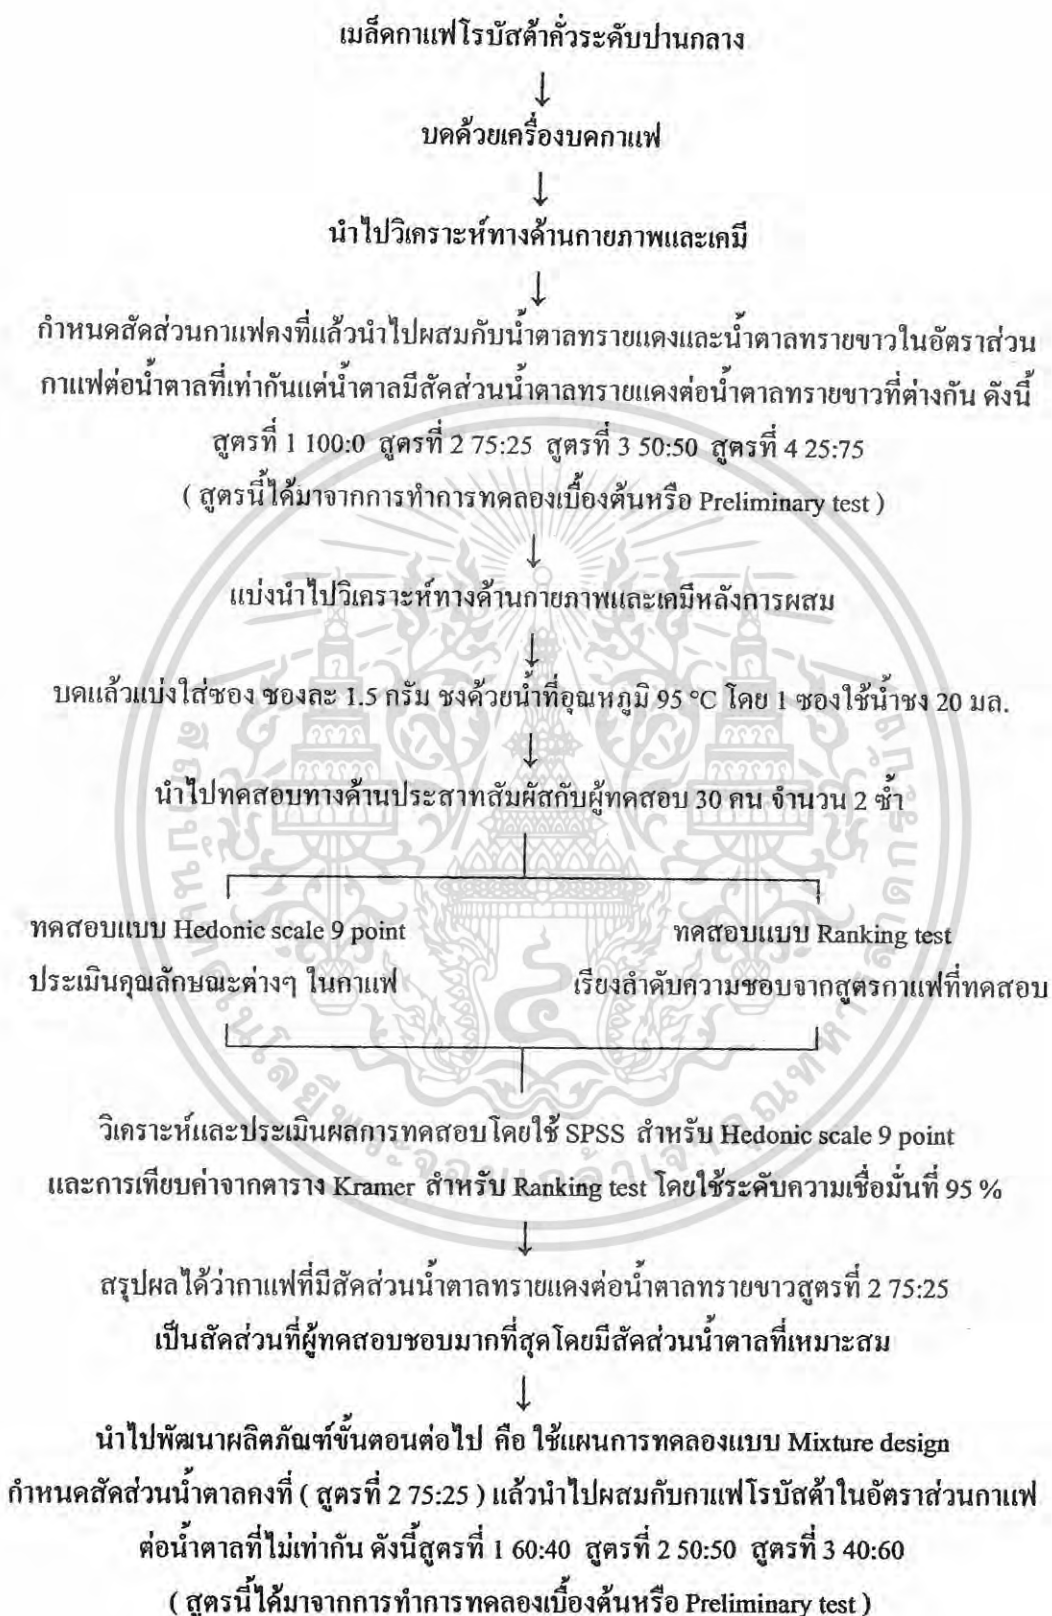 เมล็ดกาแฟโรบัสต้าคั่วระดับปานกลาง
↓
บดด้วยเครื่องบดกาแฟ
↓
นำไปวิเคราะห์ทางด้านกายภาพและเคมี
↓
กำหนดสัดส่วนกาแฟคงที่แล้วนำไปผสมกับน้ำตาลทรายแดงและน้ำตาลทรายขาวในอัตราส่วน
กาแฟต่อน้ำตาลที่เท่ากันแต่น้ำตาลมีสัดส่วนน้ำตาลทรายแดงต่อน้ำตาลทรายขาวที่ต่างกัน ดังนี้
สูตรที่ 1 100:0 สูตรที่ 2 75:25 สูตรที่ 3 50:50 สูตรที่ 4 25:75
( สูตรนี้ได้มาจากการทำการทดลองเบื้องต้นหรือ Preliminary test )
↓
แบ่งนำไปวิเคราะห์ทางด้านกายภาพและเคมีหลังการผสม
↓
บดแล้วแบ่งใส่ซอง ซองละ 1.5 กรัม ชงด้วยน้ำที่อุณหภูมิ 95 °C โดย 1 ซองใช้น้ำชง 20 มล.
↓
นำไปทดสอบทางด้านประสาทสัมผัสกับผู้ทดสอบ 30 คน จำนวน 2 ซ้ำ
ทดสอบแบบ Hedonic scale 9 point
ประเมินคุณลักษณะต่างๆ ในกาแฟ
ทดสอบแบบ Ranking test
เรียงลำดับความชอบจากสูตรกาแฟที่ทดสอบ
วิเคราะห์และประเมินผลการทดสอบโดยใช้ SPSS สำหรับ Hedonic scale 9 point
และการเทียบค่าจากตาราง Kramer สำหรับ Ranking test โดยใช้ระดับความเชื่อมั่นที่ 95 %
↓
สรุปผลได้ว่ากาแฟที่มีสัดส่วนน้ำตาลทรายแดงต่อน้ำตาลทรายขาวสูตรที่ 2 75:25
เป็นสัดส่วนที่ผู้ทดสอบชอบมากที่สุดโดยมีสัดส่วนน้ำตาลที่เหมาะสม
↓
นำไปพัฒนาผลิตภัณฑ์ขั้นตอนต่อไป คือ ใช้แผนการทดลองแบบ Mixture design
กำหนดสัดส่วนน้ำตาลคงที่ ( สูตรที่ 2 75:25 ) แล้วนำไปผสมกับกาแฟโรบัสต้าในอัตราส่วนกาแฟ
ต่อน้ำตาลที่ไม่เท่ากัน ดังนี้สูตรที่ 1 60:40 สูตรที่ 2 50:50 สูตรที่ 3 40:60
( สูตรนี้ได้มาจากการทำการทดลองเบื้องต้นหรือ Preliminary test )
สถาบันเทคโนโลยีพระจอมเกล้าเจ้าคุณทหารลาดกระบัง